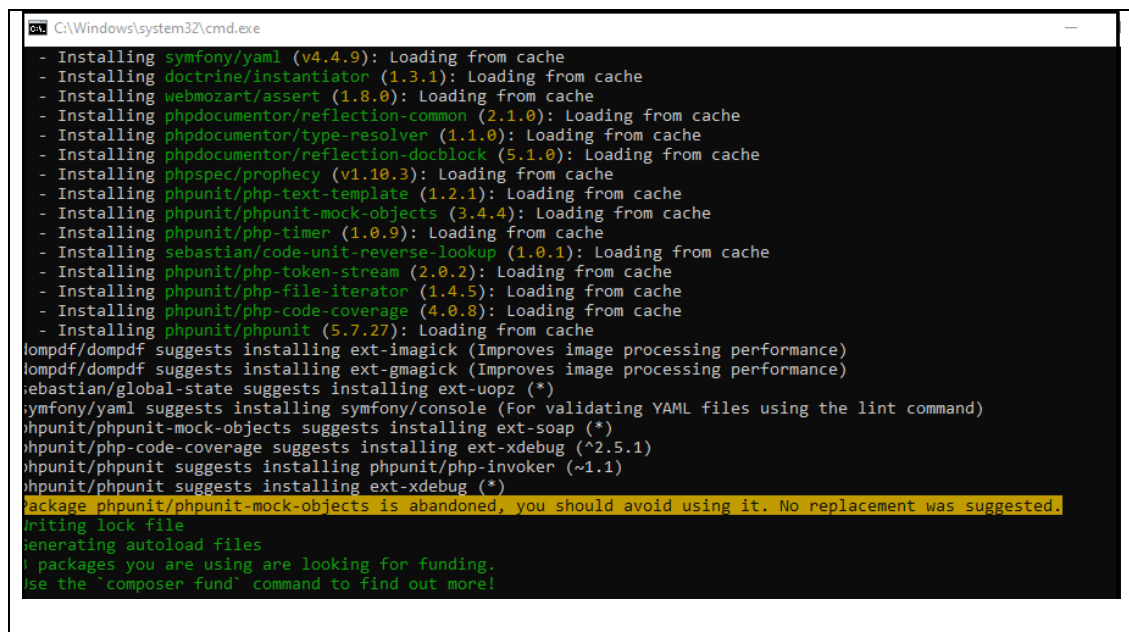 C:\Windows\system32\cmd.exe
- Installing symfony/yaml (v4.4.9): Loading from cache
- Installing doctrine/instantiator (1.3.1): Loading from cache
- Installing webmozart/assert (1.8.0): Loading from cache
- Installing phpdocumentor/reflection-common (2.1.0): Loading from cache
- Installing phpdocumentor/type-resolver (1.1.0): Loading from cache
- Installing phpdocumentor/reflection-docblock (5.1.0): Loading from cache
- Installing phpspec/prophecy (v1.10.3): Loading from cache
- Installing phpunit/php-text-template (1.2.1): Loading from cache
- Installing phpunit/phpunit-mock-objects (3.4.4): Loading from cache
- Installing phpunit/php-timer (1.0.9): Loading from cache
- Installing sebastian/code-unit-reverse-lookup (1.0.1): Loading from cache
- Installing phpunit/php-token-stream (2.0.2): Loading from cache
- Installing phpunit/php-file-iterator (1.4.5): Loading from cache
- Installing phpunit/php-code-coverage (4.0.8): Loading from cache
- Installing phpunit/phpunit (5.7.27): Loading from cache
dompdf/dompdf suggests installing ext-imagick (Improves image processing performance)
dompdf/dompdf suggests installing ext-gmagick (Improves image processing performance)
sebastian/global-state suggests installing ext-uopz (*)
symfony/yaml suggests installing symfony/console (For validating YAML files using the lint command)
phpunit/phpunit-mock-objects suggests installing ext-soap (*)
phpunit/php-code-coverage suggests installing ext-xdebug (^2.5.1)
phpunit/phpunit suggests installing phpunit/php-invoker (~1.1)
phpunit/phpunit suggests installing ext-xdebug (*)
Package phpunit/phpunit-mock-objects is abandoned, you should avoid using it. No replacement was suggested.
Writing lock file
Generating autoload files
packages you are using are looking for funding.
Use the `composer fund` command to find out more!